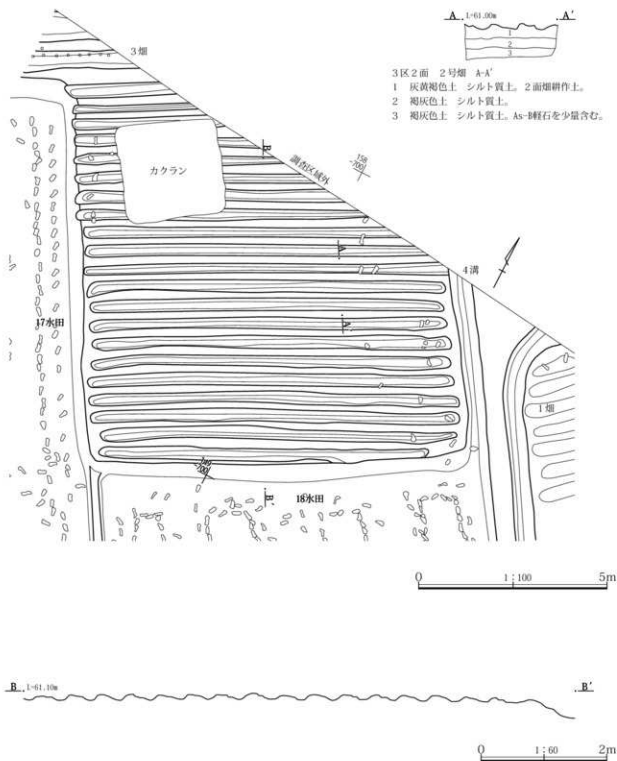 A L=61.00m A'
1
2
3
3区2面 2号畑 A-A'
1 灰黄褐色土 シルト質土。2面畑耕作土。
2 褐灰色土 シルト質土。
3 褐灰色土 シルト質土。As-B軽石を少量含む。
3畑
カクラン
B
調査区域外
158
-700
A
4溝
17水田
A'
1畑
-700
B'
18水田
0 1:100 5m
B L=61.10m B'
0 1:60 2m